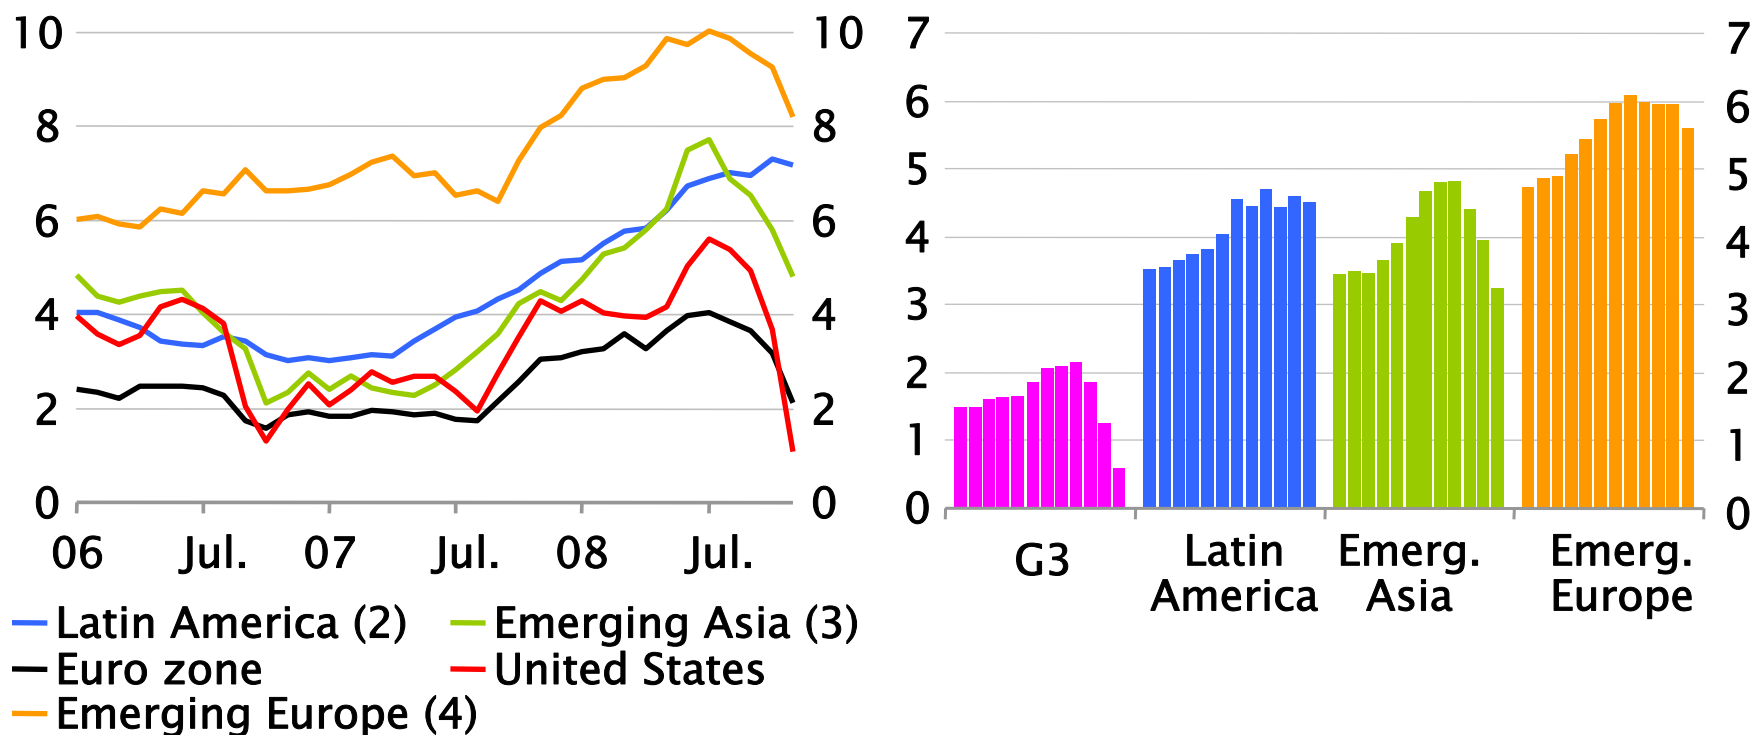 10
8
6
4
2
0
10
8
6
4
2
0
06 Jul. 07 Jul. 08 Jul.
Latin America (2) Emerging Asia (3)
Euro zone United States
Emerging Europe (4)
7
6
5
4
3
2
1
0
7
6
5
4
3
2
1
0
G3
Latin
America
Emerg.
Asia
Emerg.
Europe